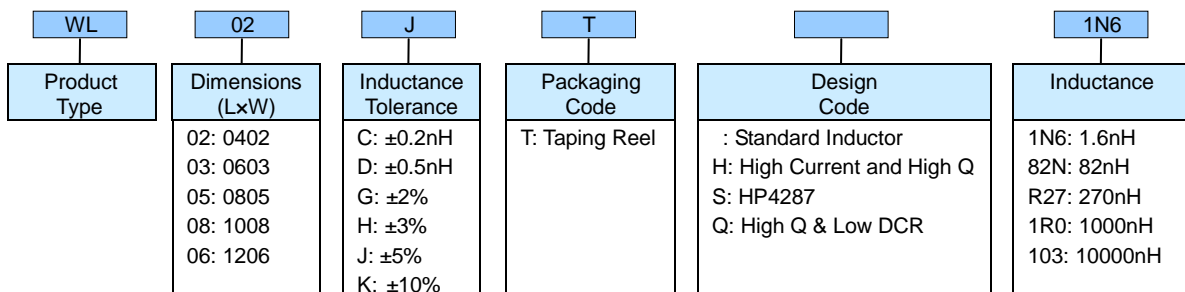 WL 02 J T 1N6
Product Type
Dimensions (L×W)
Inductance Tolerance
Packaging Code
Design Code
Inductance
02: 0402
03: 0603
05: 0805
08: 1008
06: 1206
C: ±0.2nH
D: ±0.5nH
G: ±2%
H: ±3%
J: ±5%
K: ±10%
T: Taping Reel
: Standard Inductor
H: High Current and High Q
S: HP4287
Q: High Q & Low DCR
1N6: 1.6nH
82N: 82nH
R27: 270nH
1R0: 1000nH
103: 10000nH